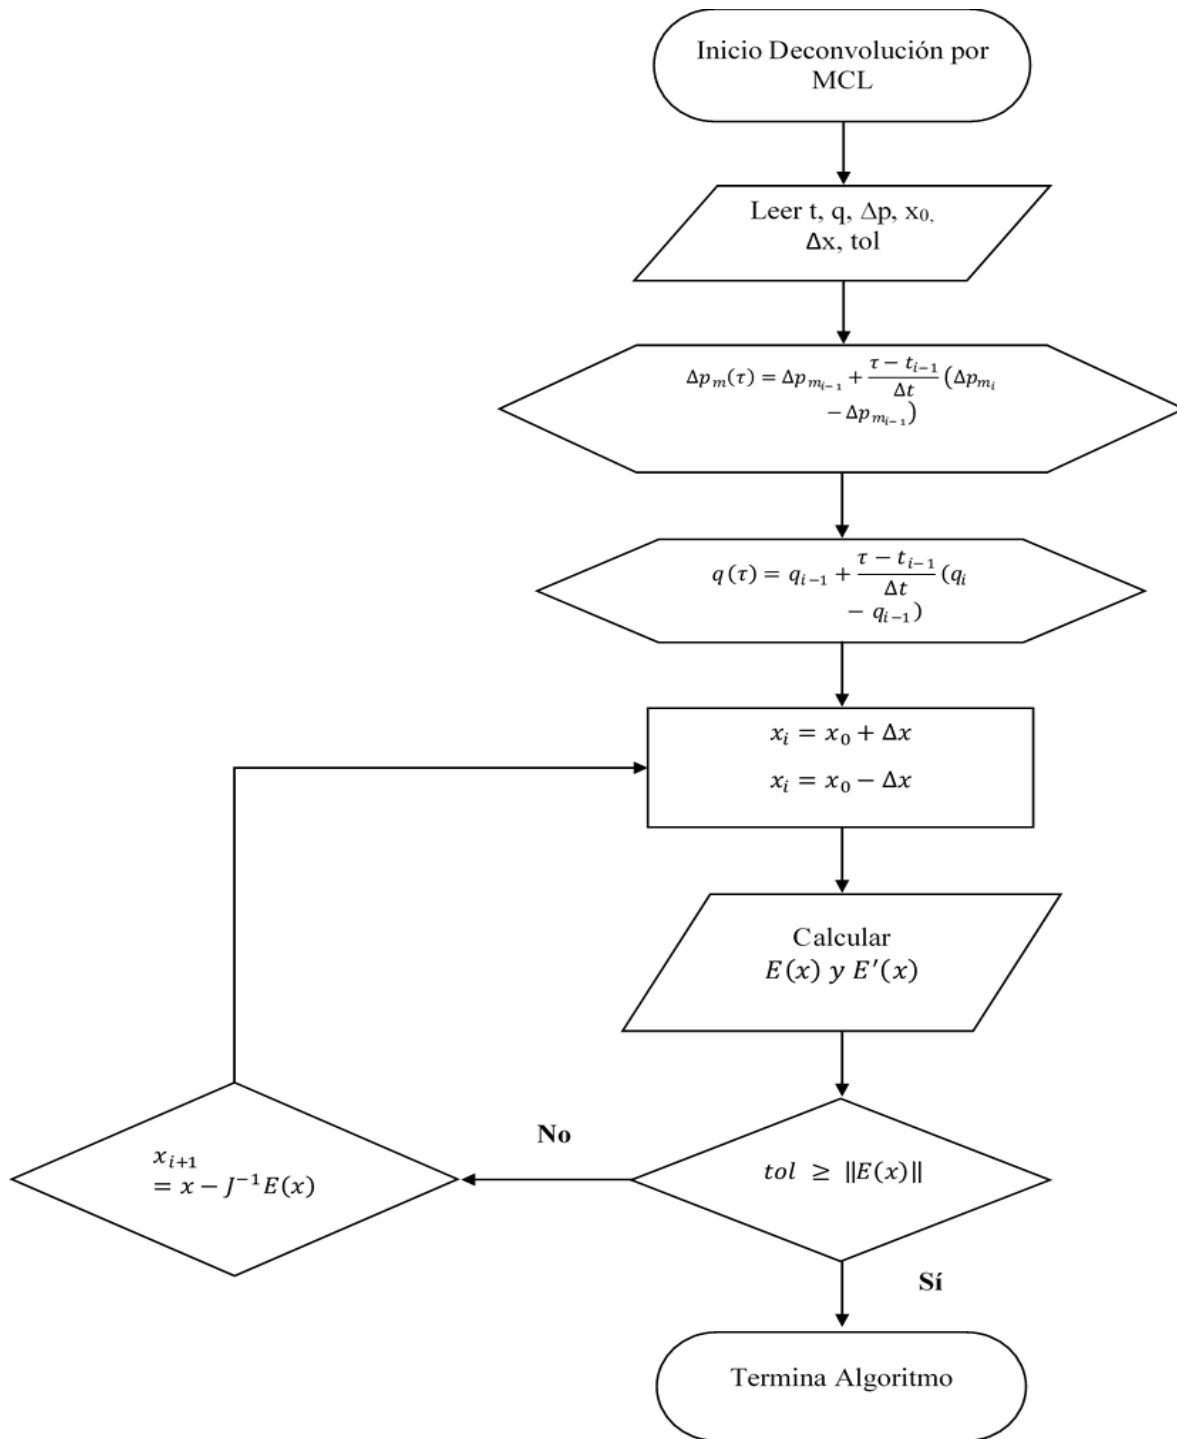 Inicio Deconvolución por
MCL
Leer t, q, Δp, x₀,
Δx, tol
Δp_m(τ) = Δp_{m_{i−1}} + \frac{τ − t_{i−1}}{Δt} (Δp_{m_i}
− Δp_{m_{i−1}})
q(τ) = q_{i−1} + \frac{τ − t_{i−1}}{Δt} (q_i
− q_{i−1})
x_i = x_0 + Δx
x_i = x_0 − Δx
Calcular
E(x) y E′(x)
No
x_{i+1}
= x − J^{−1}E(x)
tol ≥ ‖E(x)‖
Sí
Termina Algoritmo